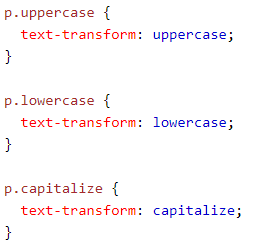 p.uppercase {
  text-transform: uppercase;
}

p.lowercase {
  text-transform: lowercase;
}

p.capitalize {
  text-transform: capitalize;
}